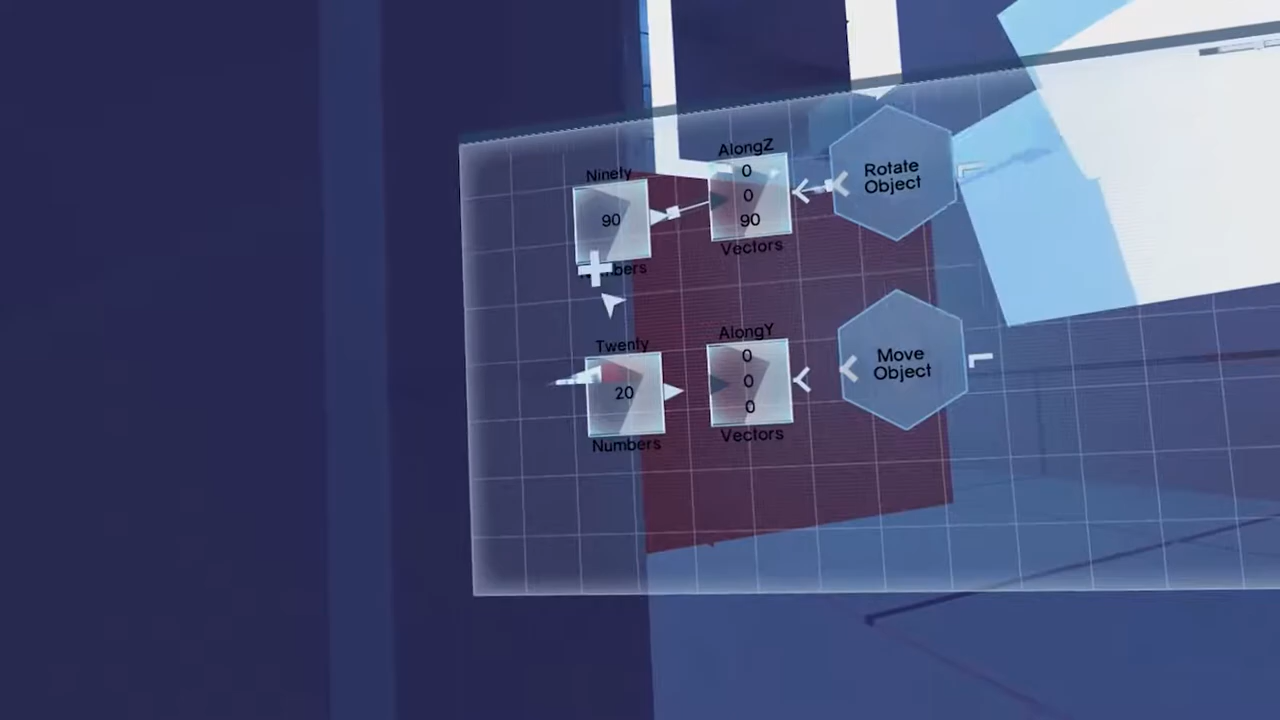 Ninety
90
AlongZ
0
0
90
Vectors
Rotate
Object
Twenty
20
Numbers
AlongY
0
0
0
Vectors
Move
Object